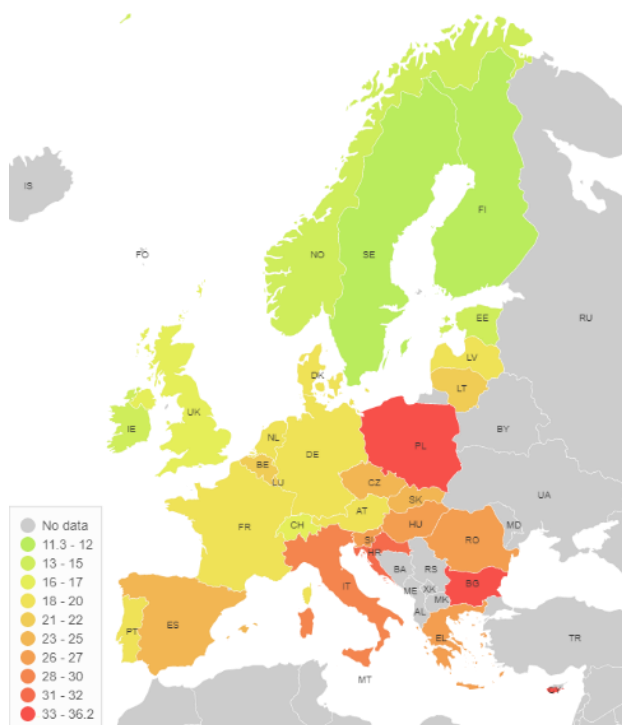 IS
FO
NO
SE
FI
RU
EE
LV
LT
DK
IE
UK
NL
BE
LU
DE
PL
BY
UA
CZ
SK
FR
CH
AT
HU
SI
HR
RO
MD
IT
BA
RS
ME
XK
MK
AL
BG
PT
ES
EL
TR
MT
No data
11.3 - 12
13 - 15
16 - 17
18 - 20
21 - 22
23 - 25
26 - 27
28 - 30
31 - 32
33 - 36.2